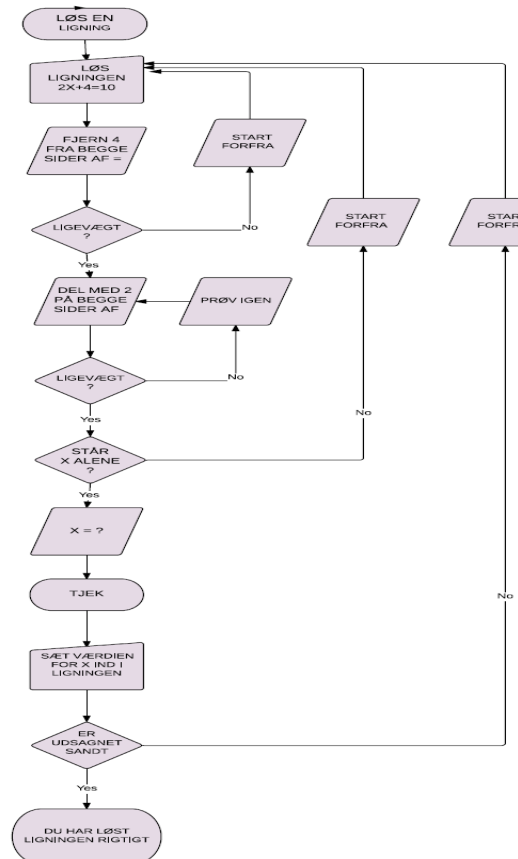 LØS EN
LIGNING
LØS
LIGNINGEN
2X+4=10
FJERN 4
FRA BEGGE
SIDER AF =
START
FORFRA
LIGEVÆGT
?
No
Yes
START
FORFRA
STAR
FORFRA
DEL MED 2
PÅ BEGGE
SIDER AF
PRØV IGEN
LIGEVÆGT
?
No
Yes
No
STÅR
X ALENE
?
Yes
X = ?
TJEK
No
SÆT VÆRDIEN
FOR X IND I
LIGNINGEN
ER
UDSAGNET
SANDT
Yes
DU HAR LØST
LIGNINGEN RIGTIGT